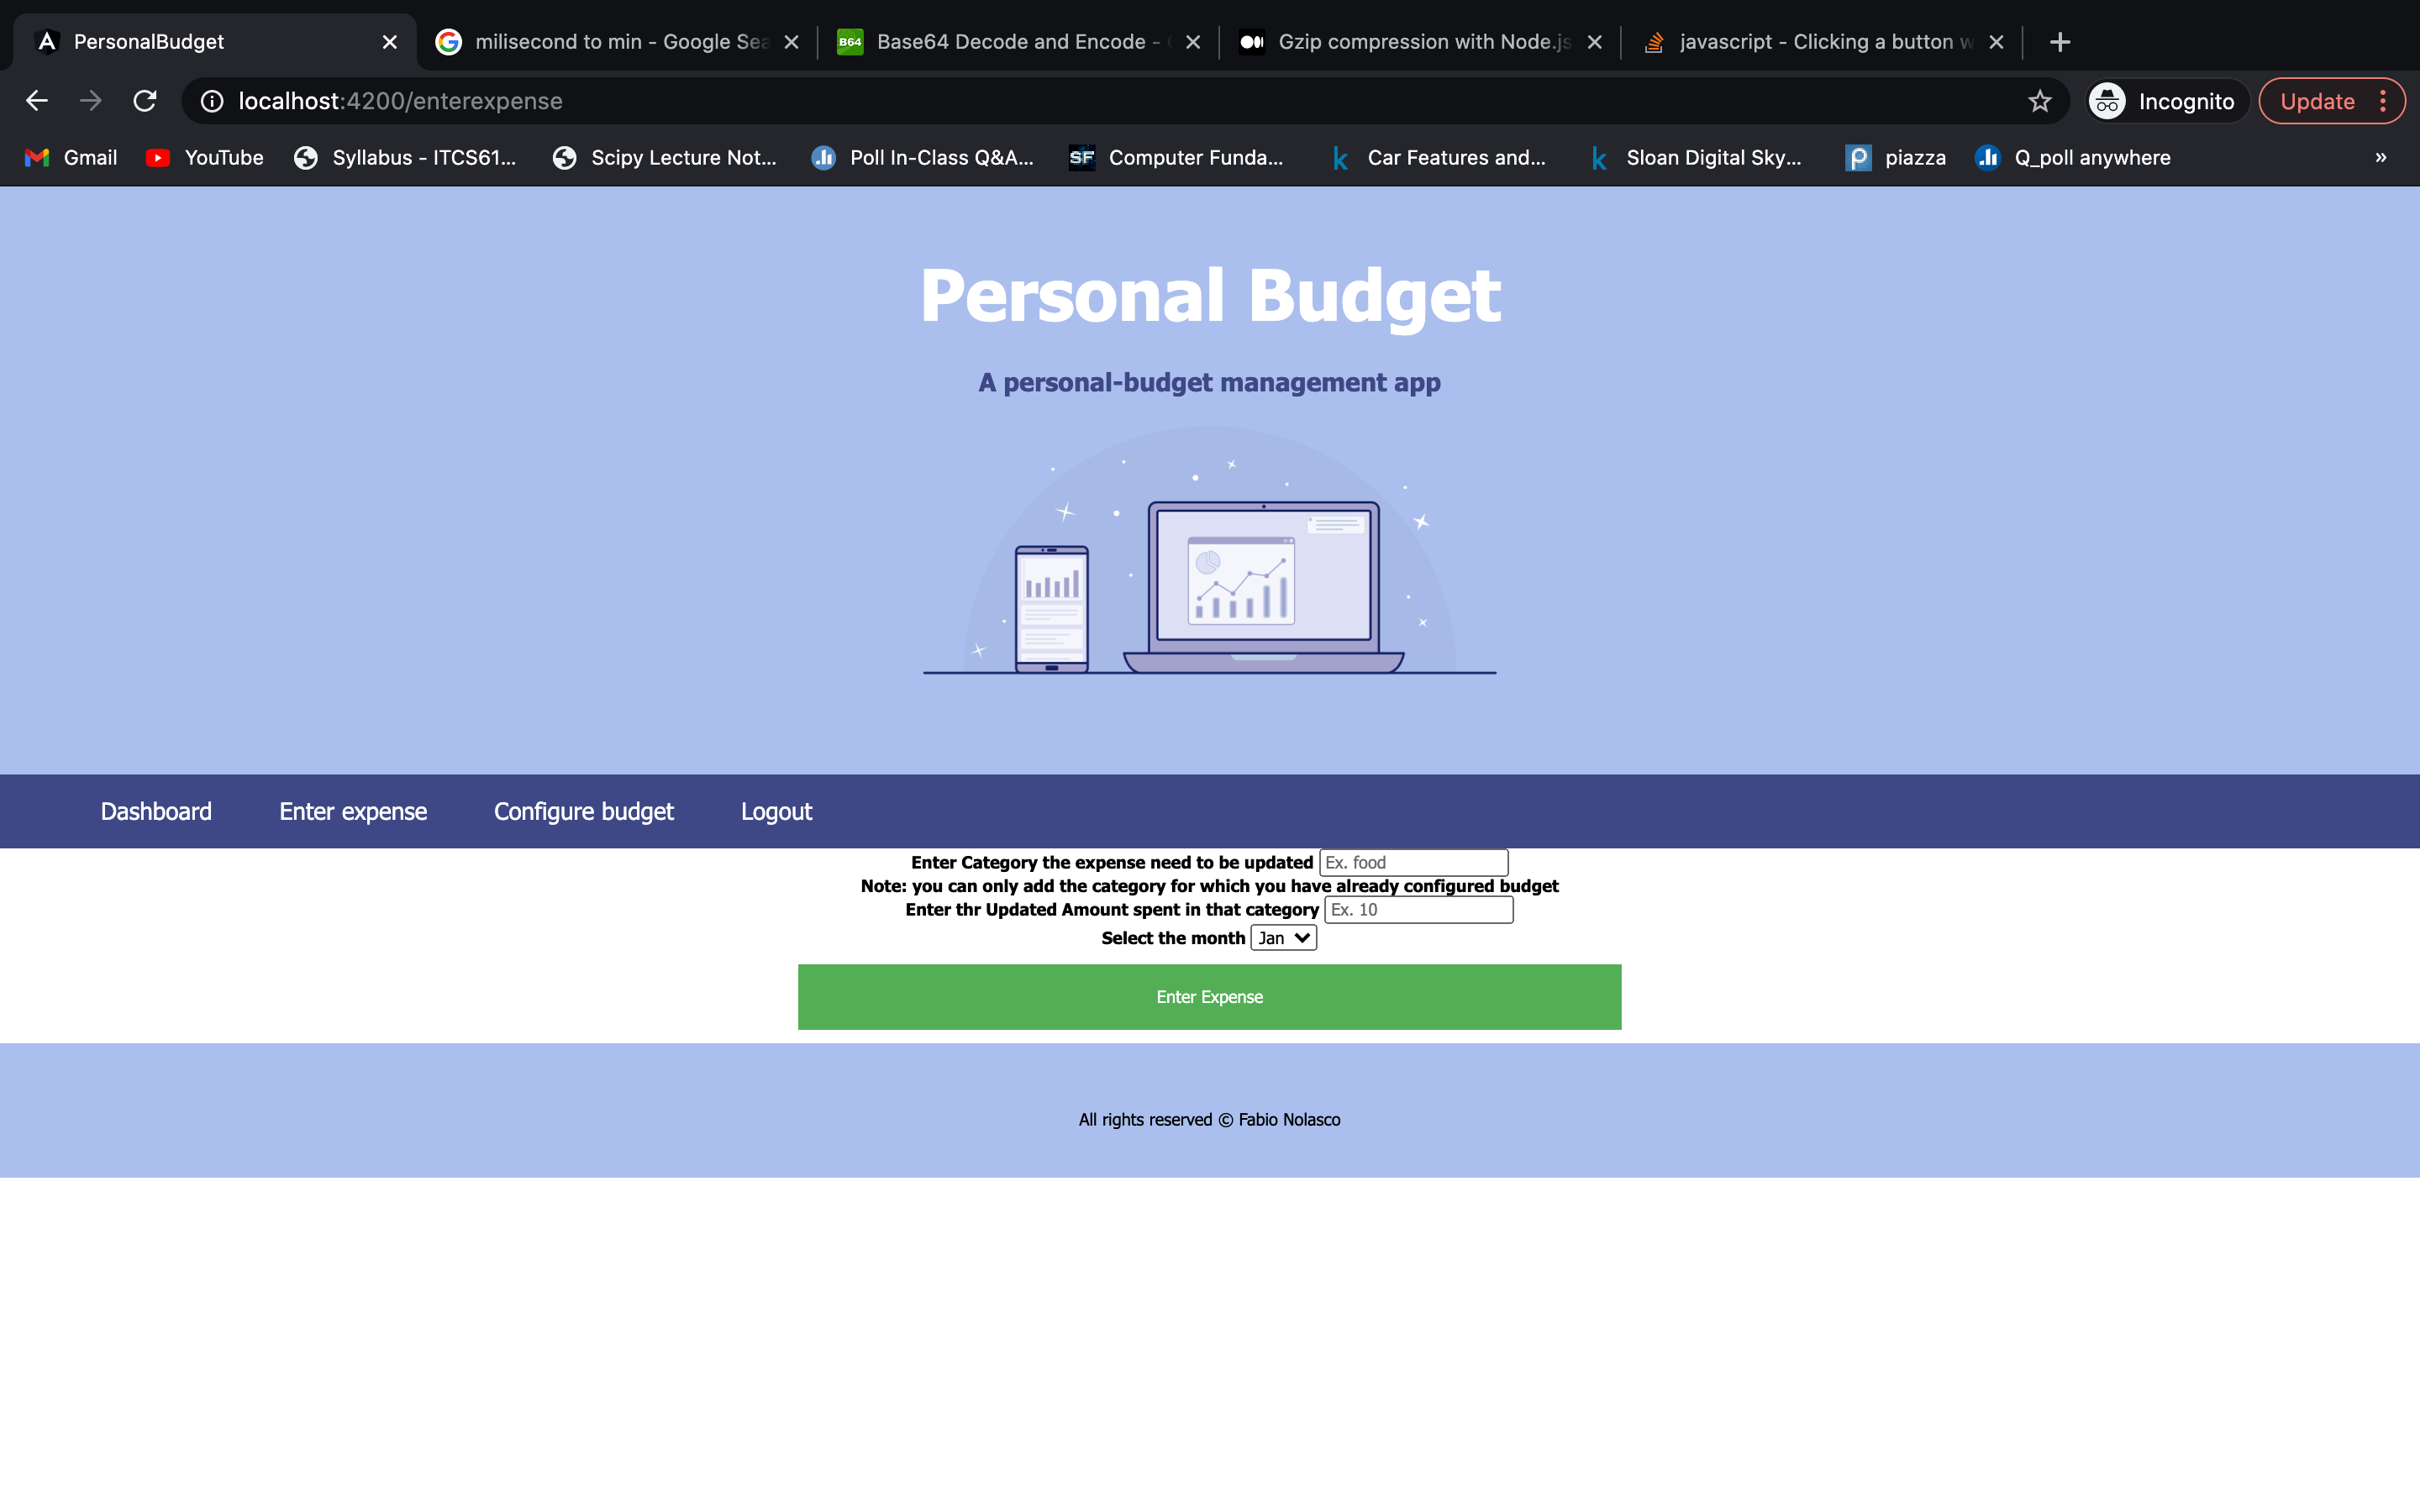 PersonalBudget
milisecond to min - Google Sea
B64 Base64 Decode and Encode -
Gzip compression with Node.js
javascript - Clicking a button w
localhost:4200/enterexpense
Incognito
Update
Gmail
YouTube
Syllabus - ITCS61...
Scipy Lecture Not...
Poll In-Class Q&A...
SF Computer Funda...
k Car Features and...
k Sloan Digital Sky...
piazza
Q_poll anywhere
»
Personal Budget
A personal-budget management app
Dashboard Enter expense Configure budget Logout
Enter Category the expense need to be updated Ex. food
Note: you can only add the category for which you have already configured budget
Enter thr Updated Amount spent in that category Ex. 10
Select the month Jan
Enter Expense
All rights reserved © Fabio Nolasco